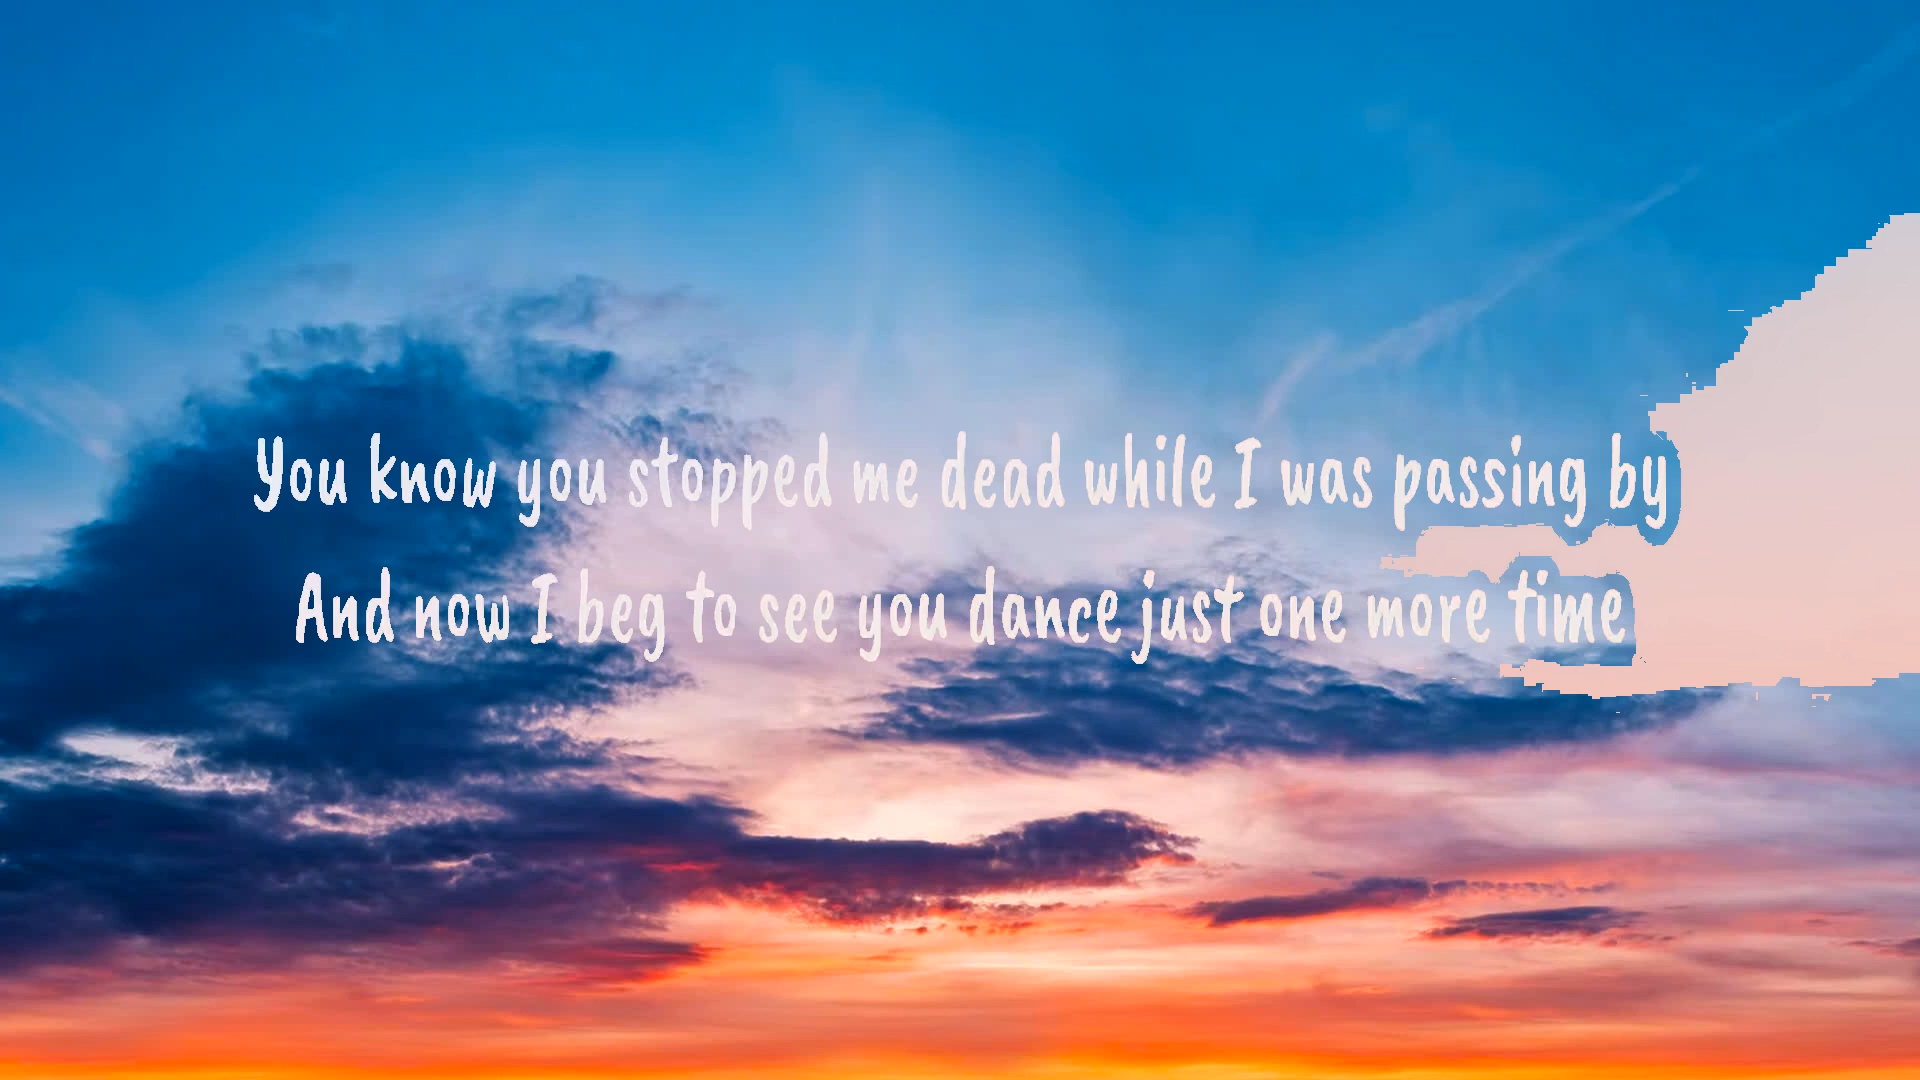 You know you stopped me dead while I was passing by
And now I beg to see you dance just one more time